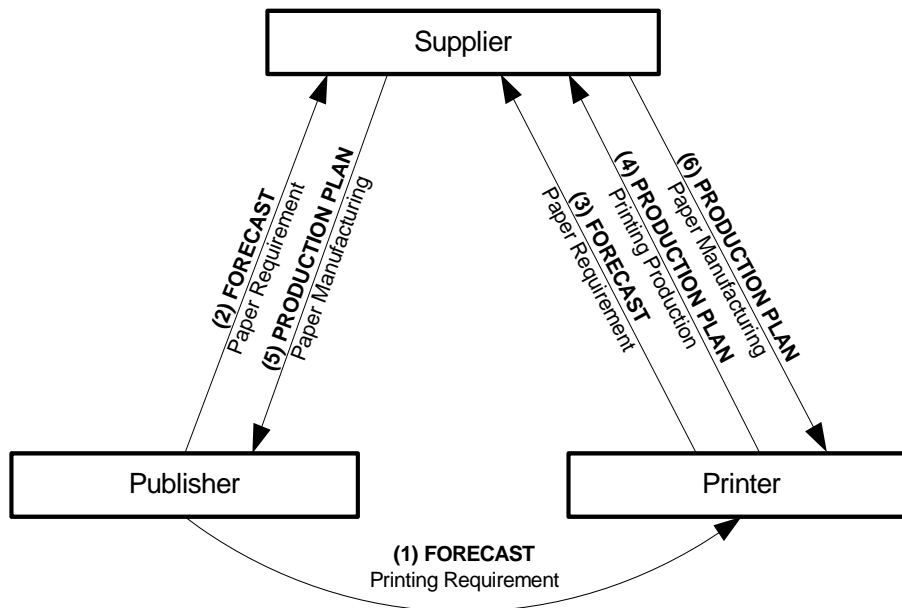 Supplier
(2) FORECAST
Paper Requirement
(5) PRODUCTION PLAN
Paper Manufacturing
(3) FORECAST
Paper Requirement
(4) PRODUCTION PLAN
Printing Production
(6) PRODUCTION PLAN
Paper Manufacturing
Publisher
Printer
(1) FORECAST
Printing Requirement